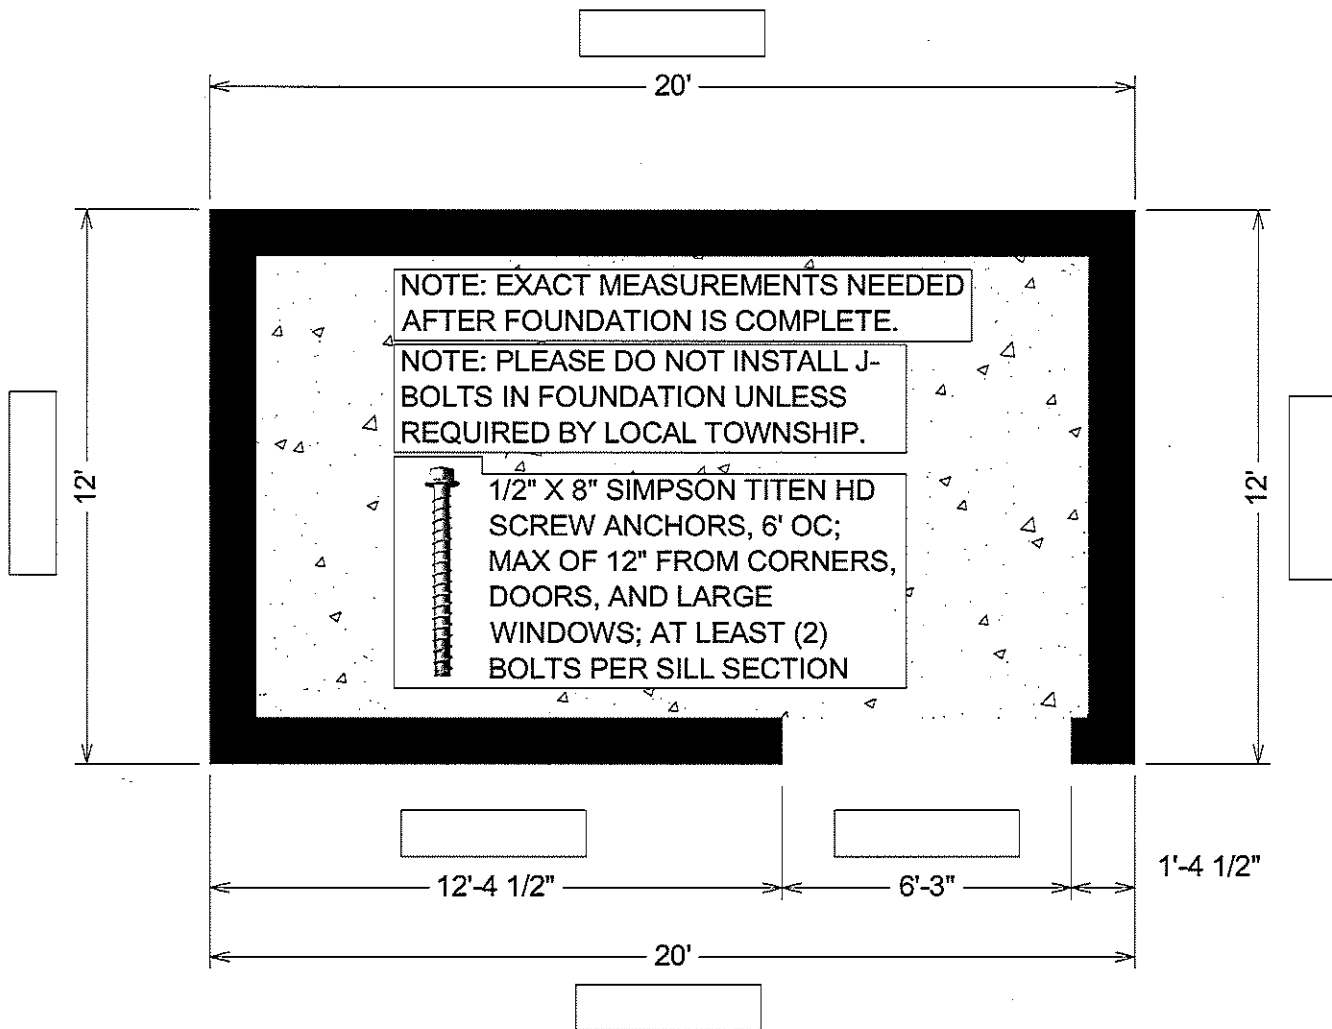 20'
NOTE: EXACT MEASUREMENTS NEEDED
AFTER FOUNDATION IS COMPLETE.
NOTE: PLEASE DO NOT INSTALL J-
BOLTS IN FOUNDATION UNLESS
REQUIRED BY LOCAL TOWNSHIP.
12'
1/2" X 8" SIMPSON TITEN HD
SCREW ANCHORS, 6' OC;
MAX OF 12" FROM CORNERS,
DOORS, AND LARGE
WINDOWS; AT LEAST (2)
BOLTS PER SILL SECTION
12'
12'-4 1/2"
6'-3"
1'-4 1/2"
20'